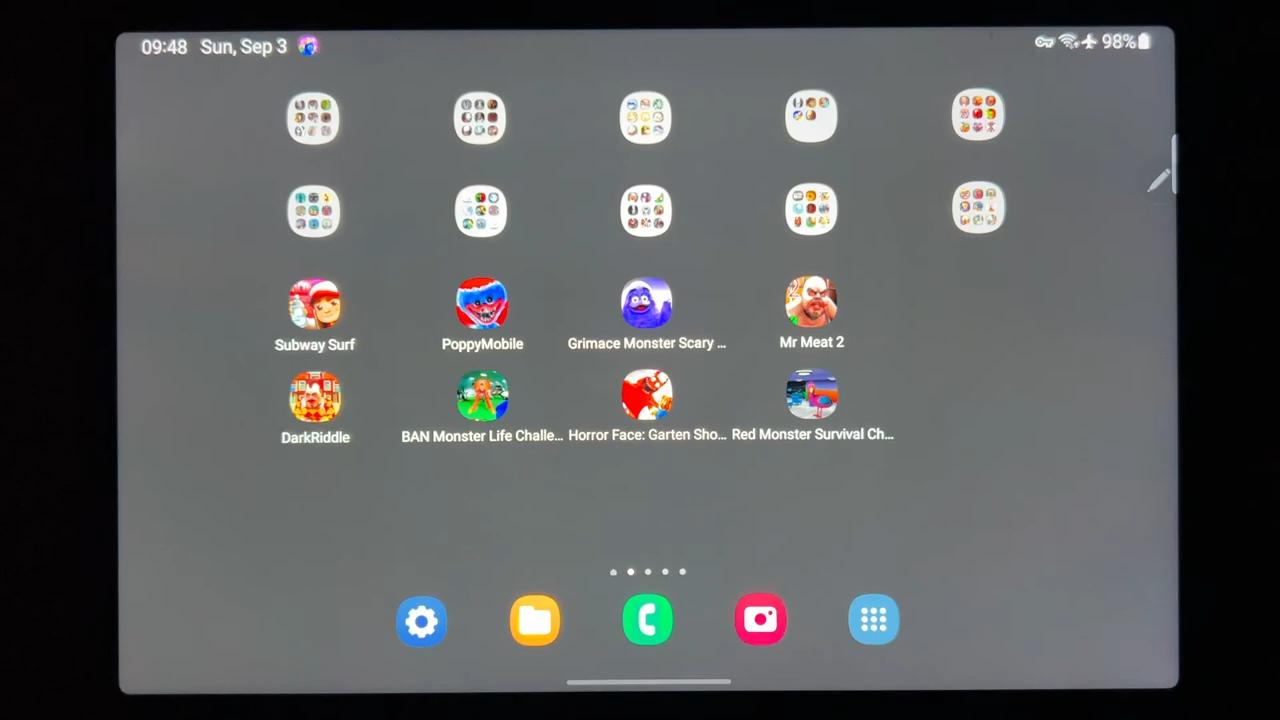 09:48 Sun, Sep 3
98%
Subway Surf
PoppyMobile
Grimace Monster Scary ...
Mr Meat 2
2
DarkRiddle
BAN Monster Life Challe...
Horror Face: Garten Sho...
Red Monster Survival Ch...